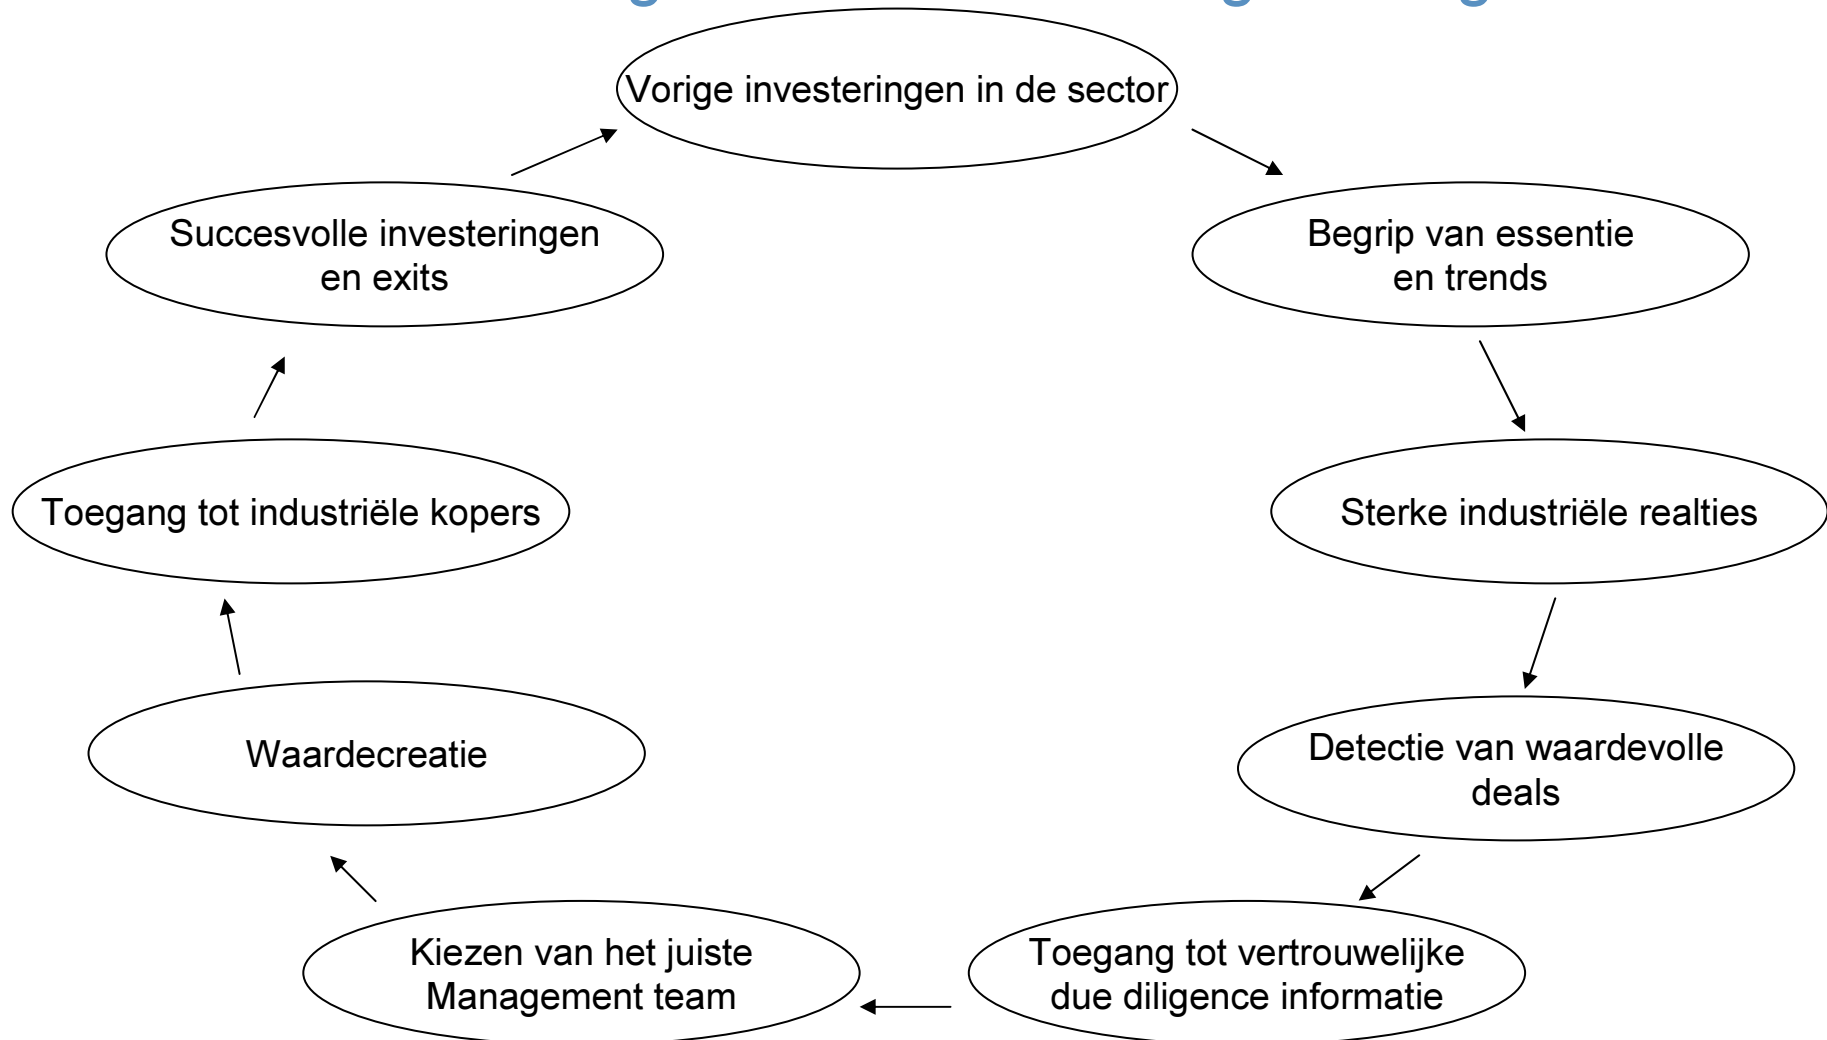 Vorige investeringen in de sector
Begrip van essentie
en trends
Sterke industriële realties
Detectie van waardevolle
deals
Toegang tot vertrouwelijke
due diligence informatie
Kiezen van het juiste
Management team
Waardecreatie
Toegang tot industriële kopers
Succesvolle investeringen
en exits